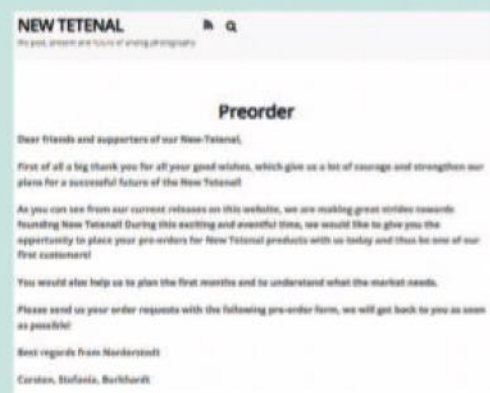 NEW TETENAL
the past, present and future of analog photography
Preorder
Dear friends and supporters of our New-Tetenal,
First of all a big thank you for all your good wishes, which give us a lot of courage and strengthen our
plans for a successful future of the New Tetenal!
As you can see from our current releases on this website, we are making great strides towards
founding New Tetenal! During this exciting and eventful time, we would like to give you the
opportunity to place your pre-orders for New Tetenal products with us today and thus be one of our
first customers!
You would also help us to plan the first months and to understand what the market needs.
Please send us your order requests with the following pre-order form, we will get back to you as soon
as possible!
Best regards from Norderstedt
Carsten, Stefania, Burkhardt